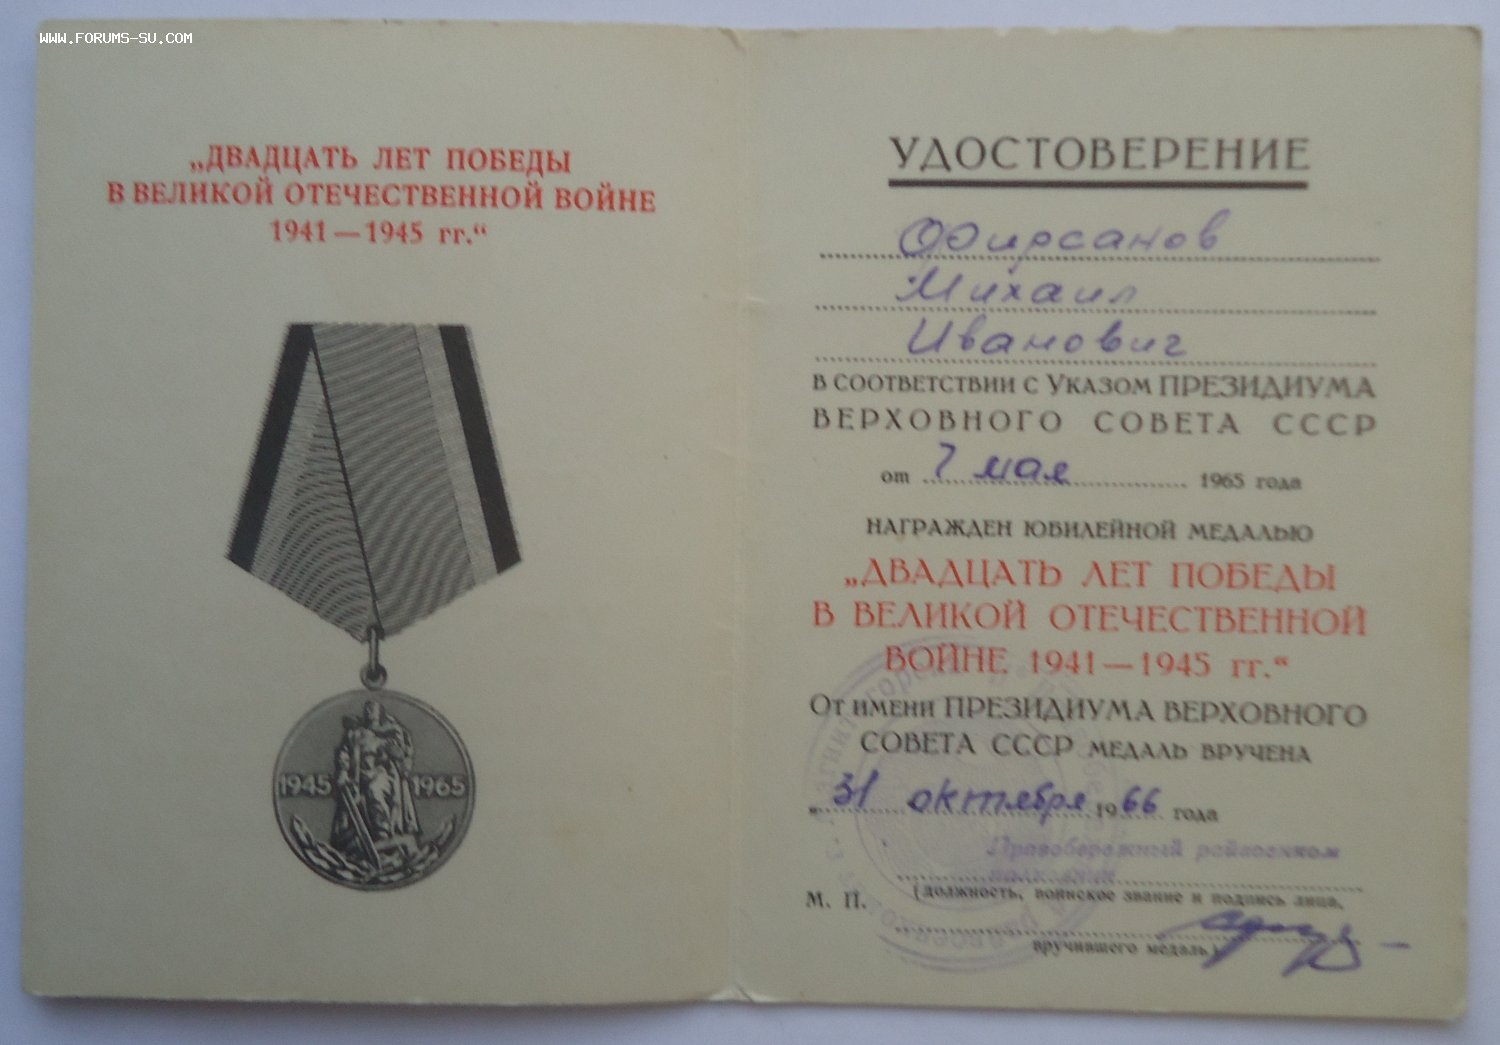 WWW.FORUMS-SU.COM
„ДВАДЦАТЬ ЛЕТ ПОБЕДЫ
В ВЕЛИКОЙ ОТЕЧЕСТВЕННОЙ ВОЙНЕ
1941—1945 гг.“
1945 1965
УДОСТОВЕРЕНИЕ
Фирсанов
Михаил
Иванович
В СООТВЕТСТВИИ С УКАЗОМ ПРЕЗИДИУМА
ВЕРХОВНОГО СОВЕТА СССР
от 7 мая 1965 года
НАГРАЖДЕН ЮБИЛЕЙНОЙ МЕДАЛЬЮ
„ДВАДЦАТЬ ЛЕТ ПОБЕДЫ
В ВЕЛИКОЙ ОТЕЧЕСТВЕННОЙ
ВОЙНЕ 1941—1945 гг.“
ОТ ИМЕНИ ПРЕЗИДИУМА ВЕРХОВНОГО
СОВЕТА СССР МЕДАЛЬ ВРУЧЕНА
„31 октября 1966 года
Правобережный райвоенком
полковник
М. П. (должность, воинское звание и подпись лица,
вручившего медаль)